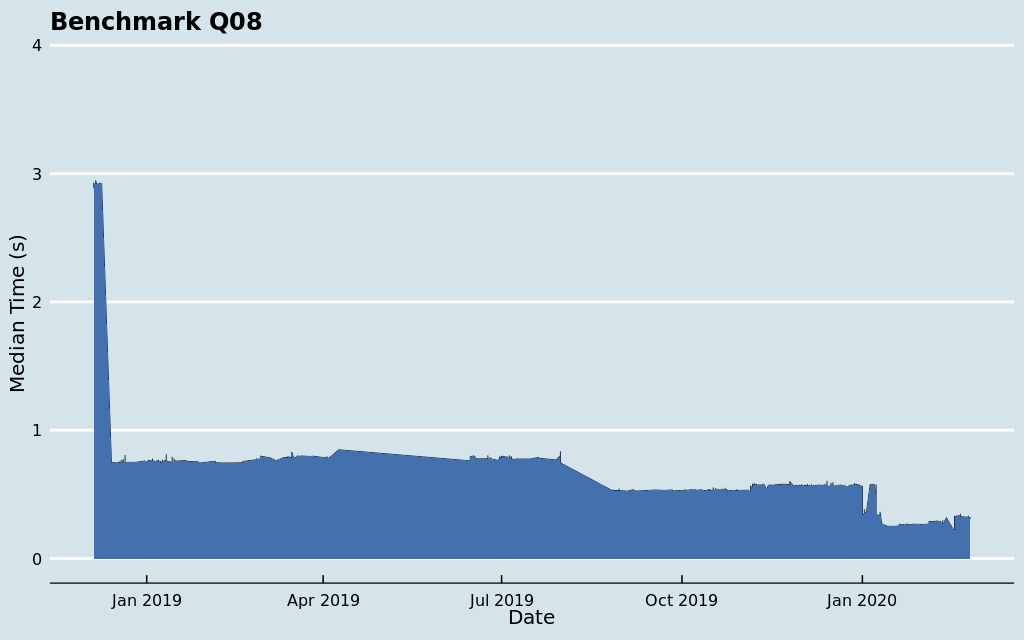 Benchmark Q08
4
3
2
1
0
Median Time (s)
Jan 2019
Apr 2019
Jul 2019
Oct 2019
Jan 2020
Date